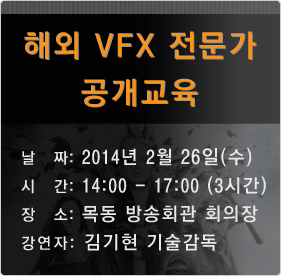 해외 VFX 전문가
공개교육
날 짜: 2014년 2월 26일(수)
시 간: 14:00 - 17:00 (3시간)
장 소: 목동 방송회관 회의장
강연자: 김기현 기술감독